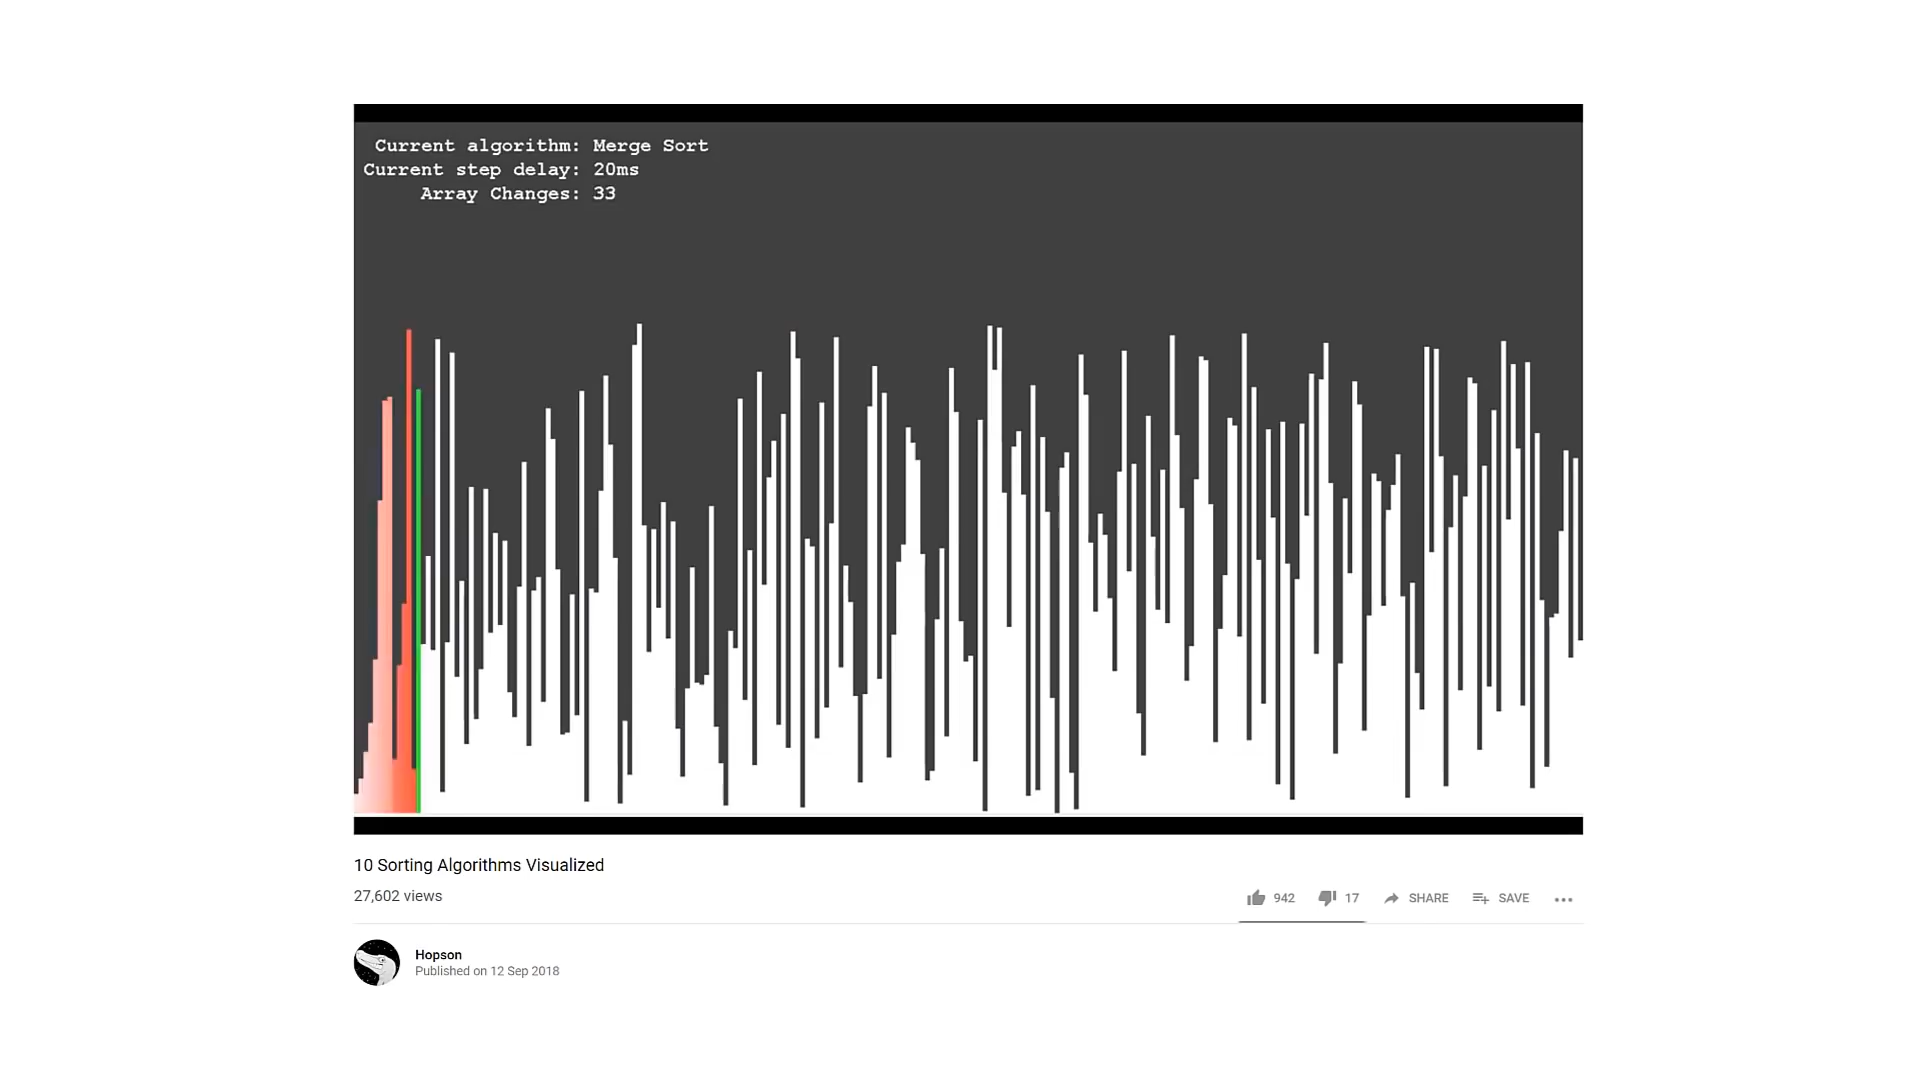 Current algorithm: Merge Sort
Current step delay: 20ms
Array Changes: 33
10 Sorting Algorithms Visualized
27,602 views
942 17 SHARE SAVE
Hopson
Published on 12 Sep 2018